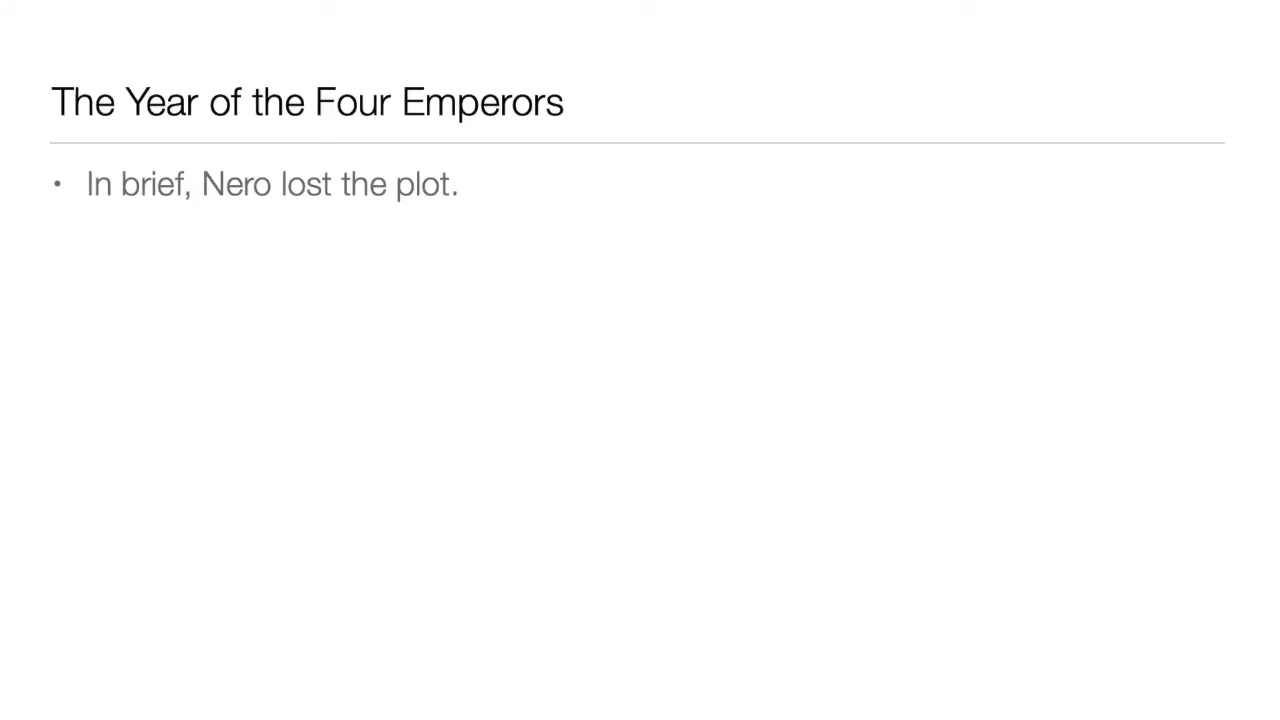 The Year of the Four Emperors
• In brief, Nero lost the plot.